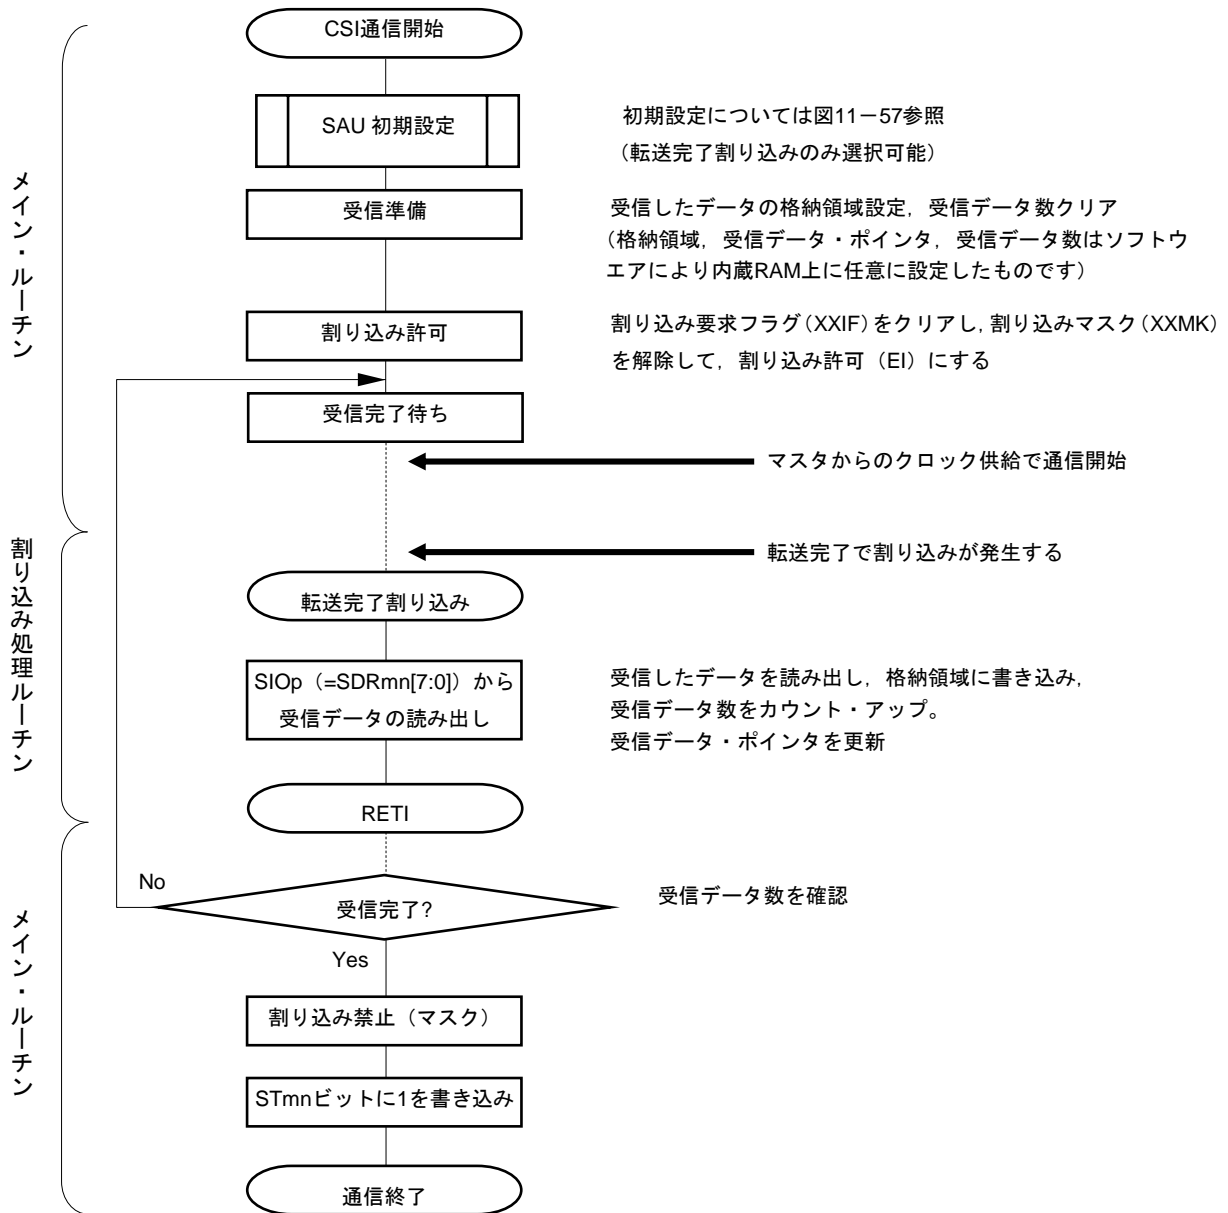 CSI通信開始
SAU 初期設定
初期設定については図11-57参照
（転送完了割り込みのみ選択可能）
メイン・ルーチン
受信準備
受信したデータの格納領域設定，受信データ数クリア
（格納領域，受信データ・ポインタ，受信データ数はソフトウ
エアにより内蔵RAM上に任意に設定したものです）
割り込み許可
割り込み要求フラグ（XXIF）をクリアし，割り込みマスク（XXMK）
を解除して，割り込み許可（EI）にする
受信完了待ち
マスタからのクロック供給で通信開始
転送完了で割り込みが発生する
割り込み処理ルーチン
転送完了割り込み
SIOp（=SDRmn[7:0]）から
受信データの読み出し
受信したデータを読み出し，格納領域に書き込み，
受信データ数をカウント・アップ。
受信データ・ポインタを更新
RETI
メイン・ルーチン
No
受信完了?
受信データ数を確認
Yes
割り込み禁止（マスク）
STmnビットに1を書き込み
通信終了